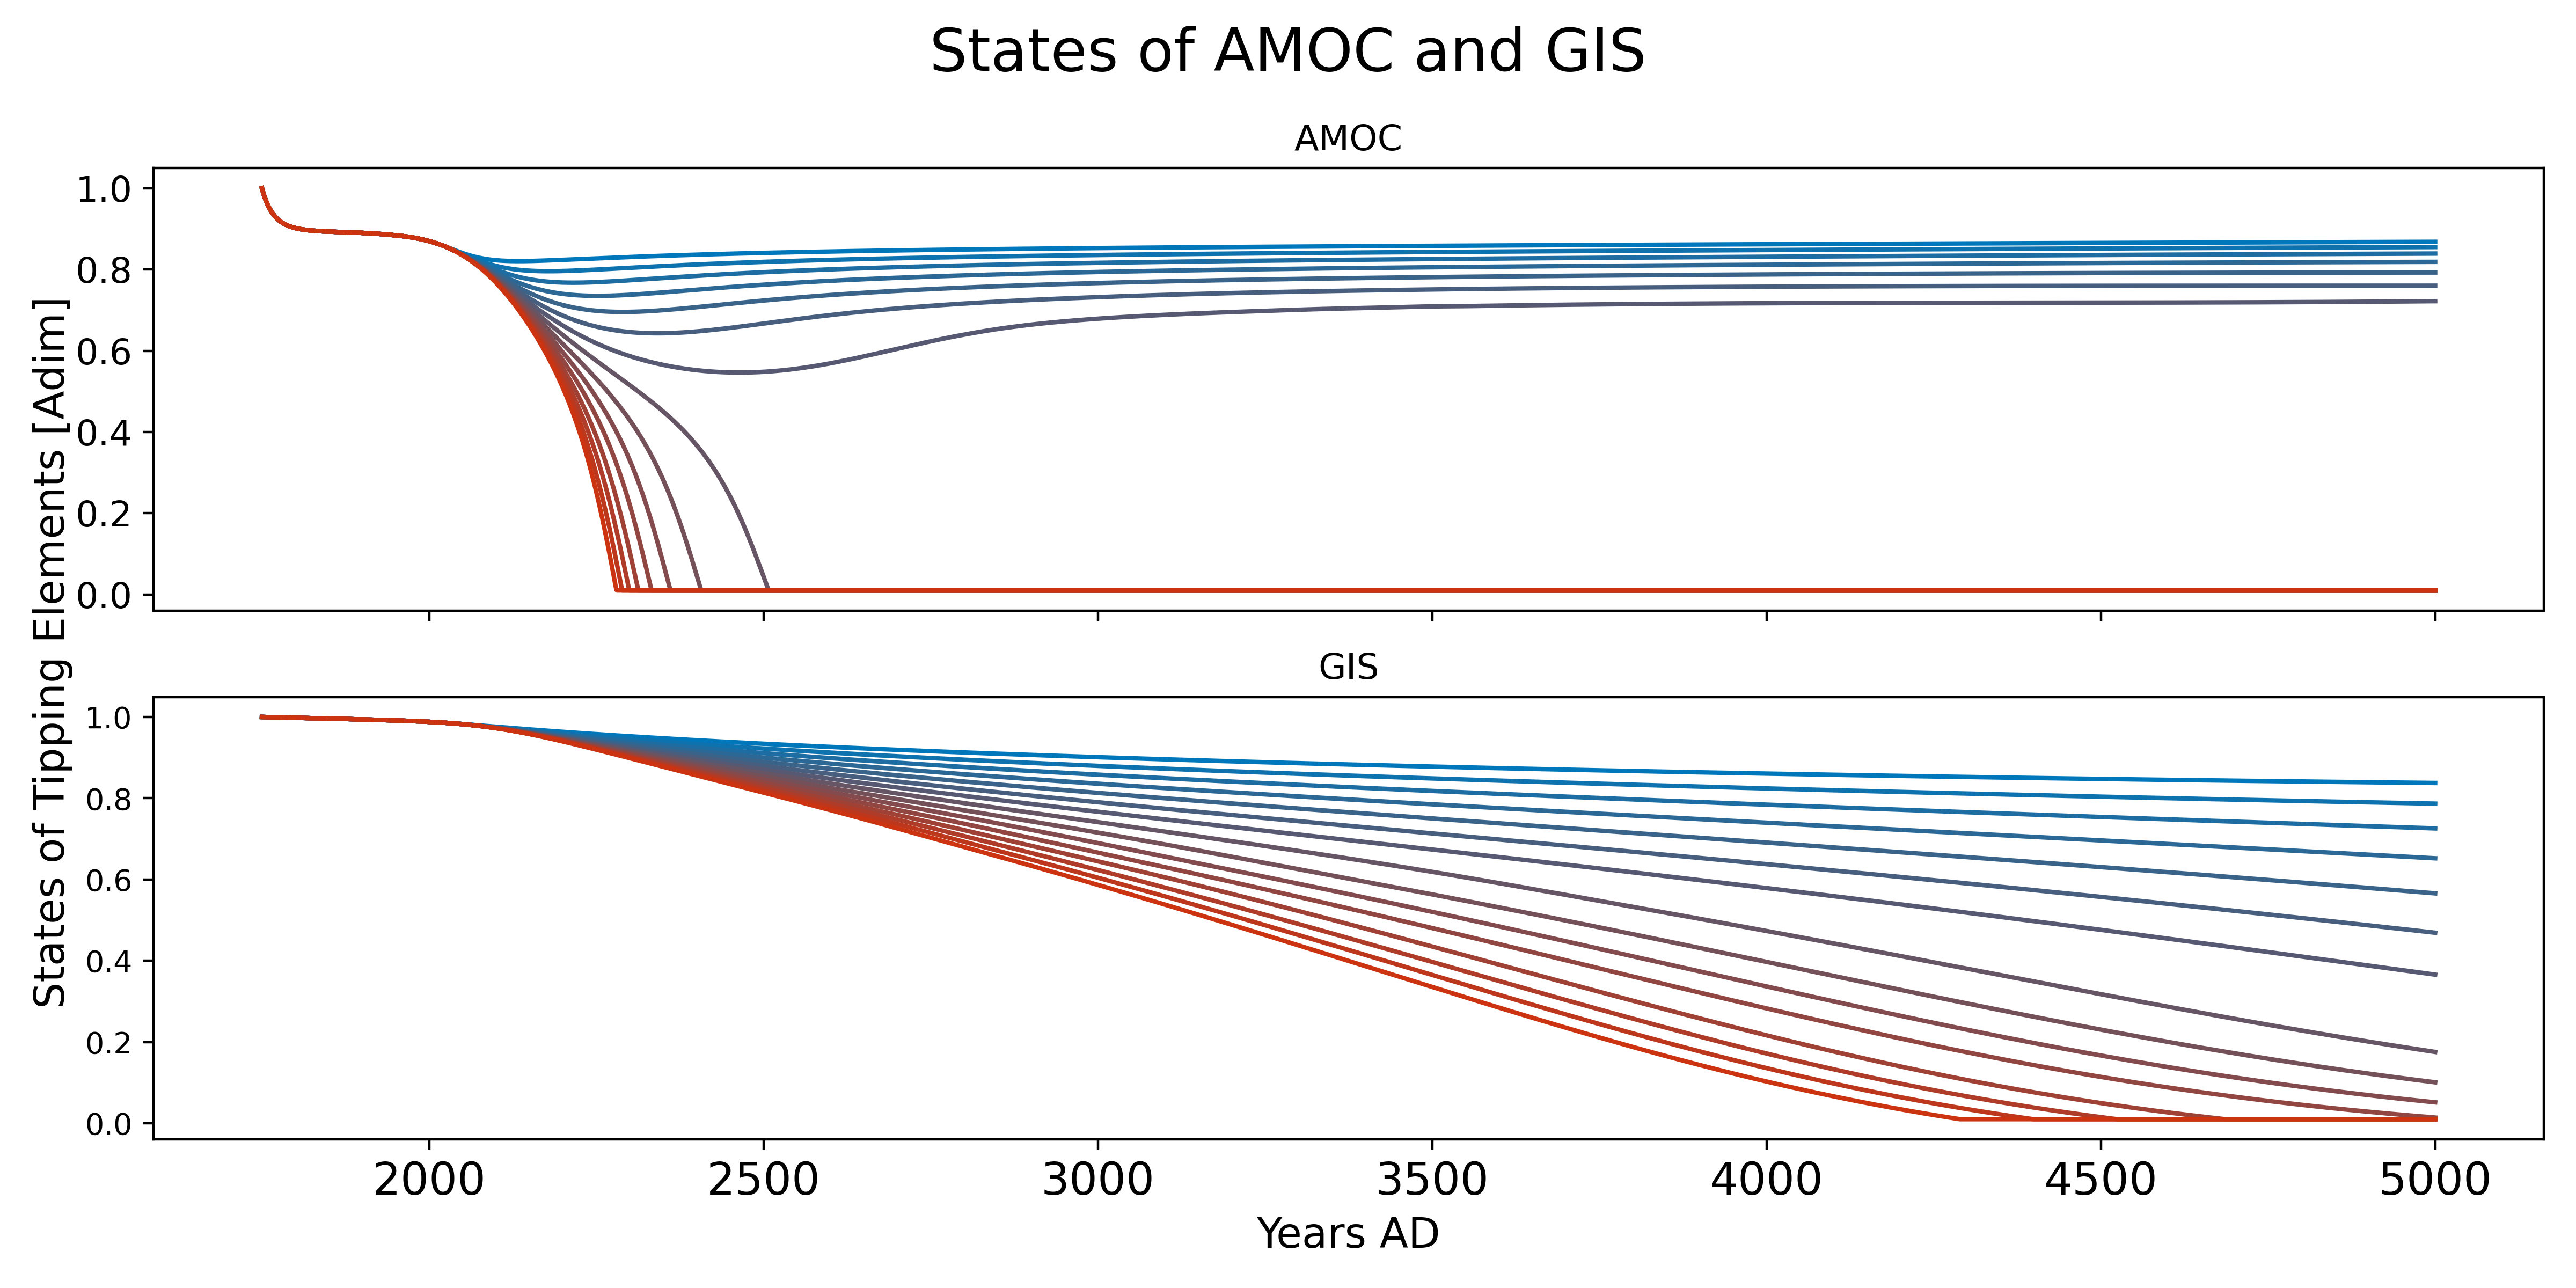 States of AMOC and GIS
AMOC
1.0
0.8
0.6
0.4
0.2
0.0
States of Tipping Elements [Adim]
GIS
1.0
0.8
0.6
0.4
0.2
0.0
2000 2500 3000 3500 4000 4500 5000
Years AD